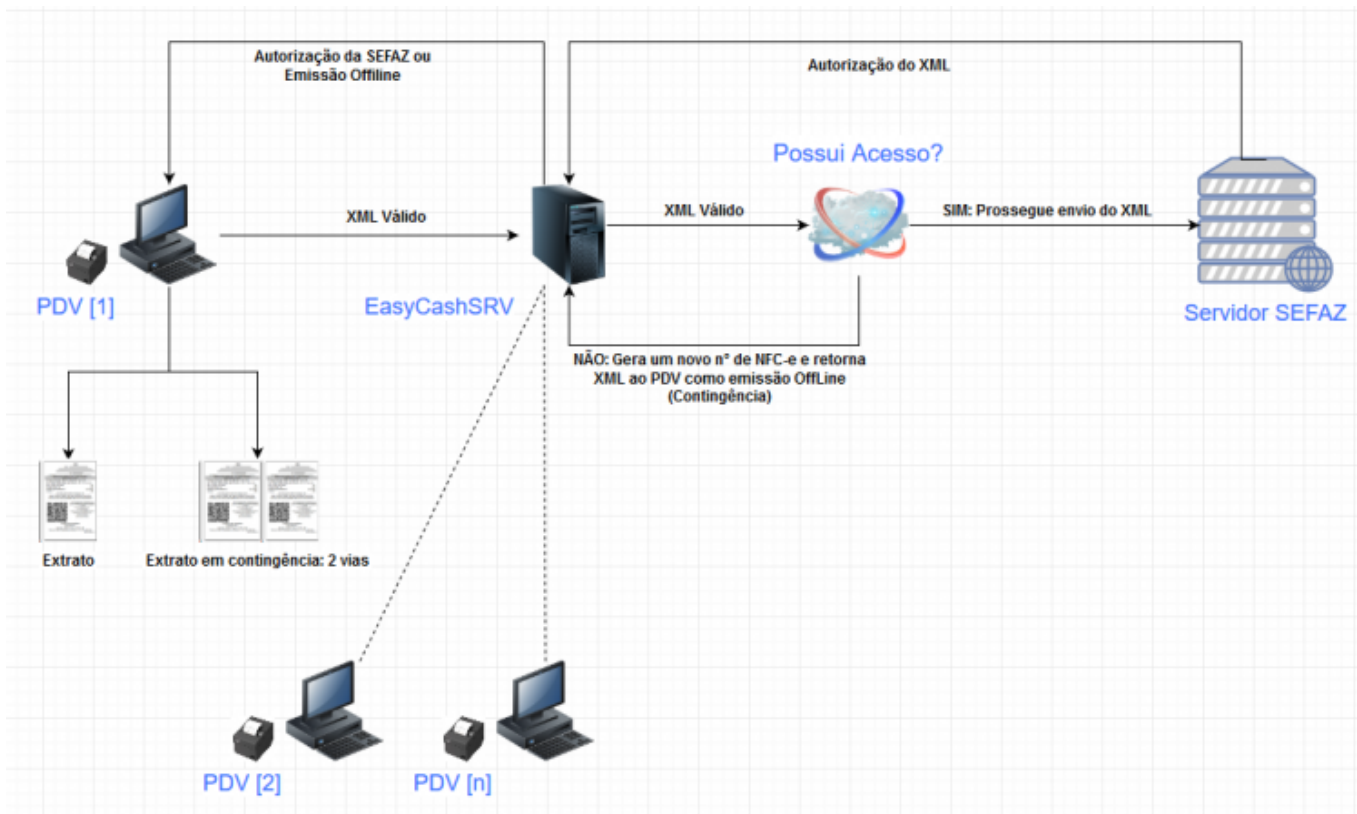 Autorização da SEFAZ ou
Emissão Offiline
Autorização do XML
Possui Acesso?
XML Válido
XML Válido
SIM: Prossegue envio do XML
PDV [1]
EasyCashSRV
Servidor SEFAZ
NÃO: Gera um novo n° de NFC-e e retorna
XML ao PDV como emissão OffLine
(Contingência)
Extrato
Extrato em contingência: 2 vias
PDV [2]
PDV [n]